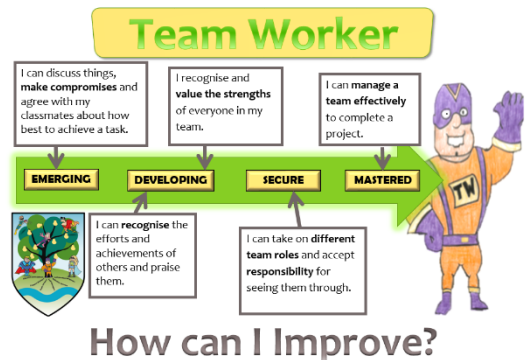 Team Worker
I can discuss things,
make compromises and
agree with my
classmates about how
best to achieve a task.
I recognise and
value the strengths
of everyone in my
team.
I can manage a
team effectively
to complete a
project.
EMERGING
DEVELOPING
SECURE
MASTERED
TW
I can recognise the
efforts and
achievements of
others and praise
them.
I can take on different
team roles and accept
responsibility for
seeing them through.
How can I Improve?